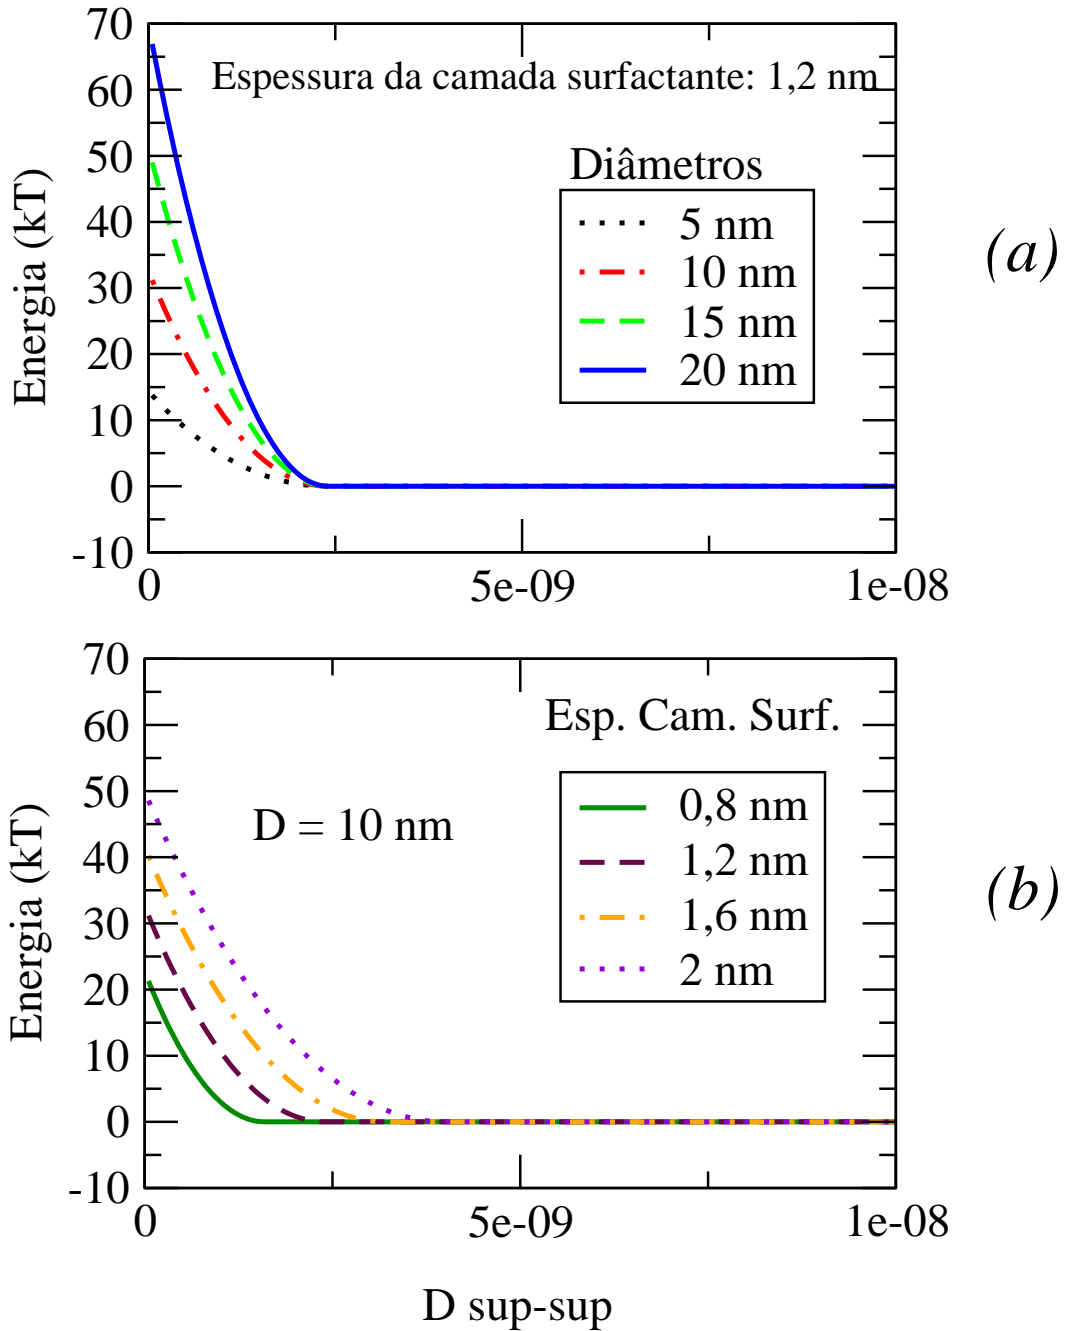 70
60
50
40
30
20
10
0
-10
Energia (kT)
Espessura da camada surfactante: 1,2 nm
Diâmetros
5 nm
10 nm
15 nm
20 nm
(a)
0 5e-09 1e-08
70
60
50
40
30
20
10
0
-10
Energia (kT)
Esp. Cam. Surf.
D = 10 nm
0,8 nm
1,2 nm
1,6 nm
2 nm
(b)
0 5e-09 1e-08
D sup-sup